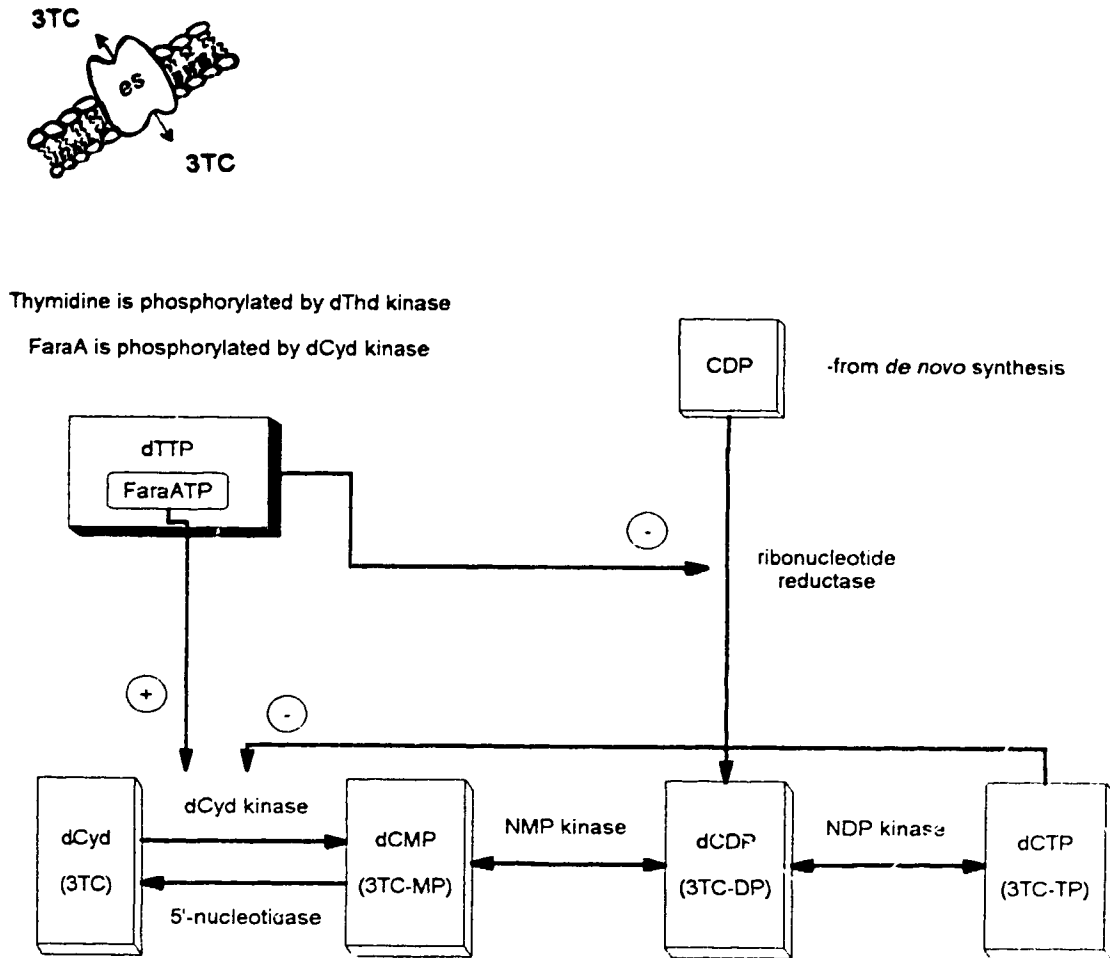 3TC
es
3TC
Thymidine is phosphorylated by dThd kinase
FaraA is phosphorylated by dCyd kinase
CDP
-from de novo synthesis
dTTP
FaraATP
-
ribonucleotide
reductase
+
-
dCyd kinase
dCyd
(3TC)
dCMP
(3TC-MP)
NMP kinase
dCDP
(3TC-DP)
NDP kinase
dCTP
(3TC-TP)
5'-nucleotidase